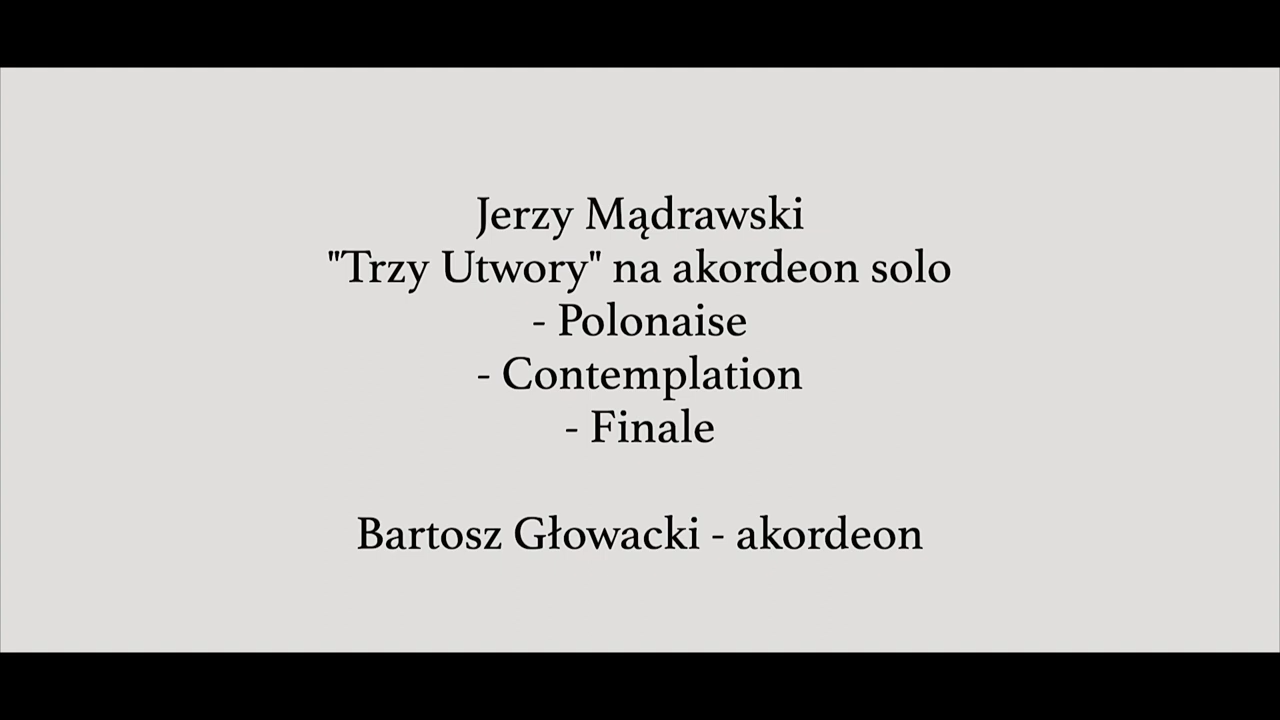 Jerzy Mądrawski
"Trzy Utwory" na akordeon solo
- Polonaise
- Contemplation
- Finale
Bartosz Głowacki - akordeon